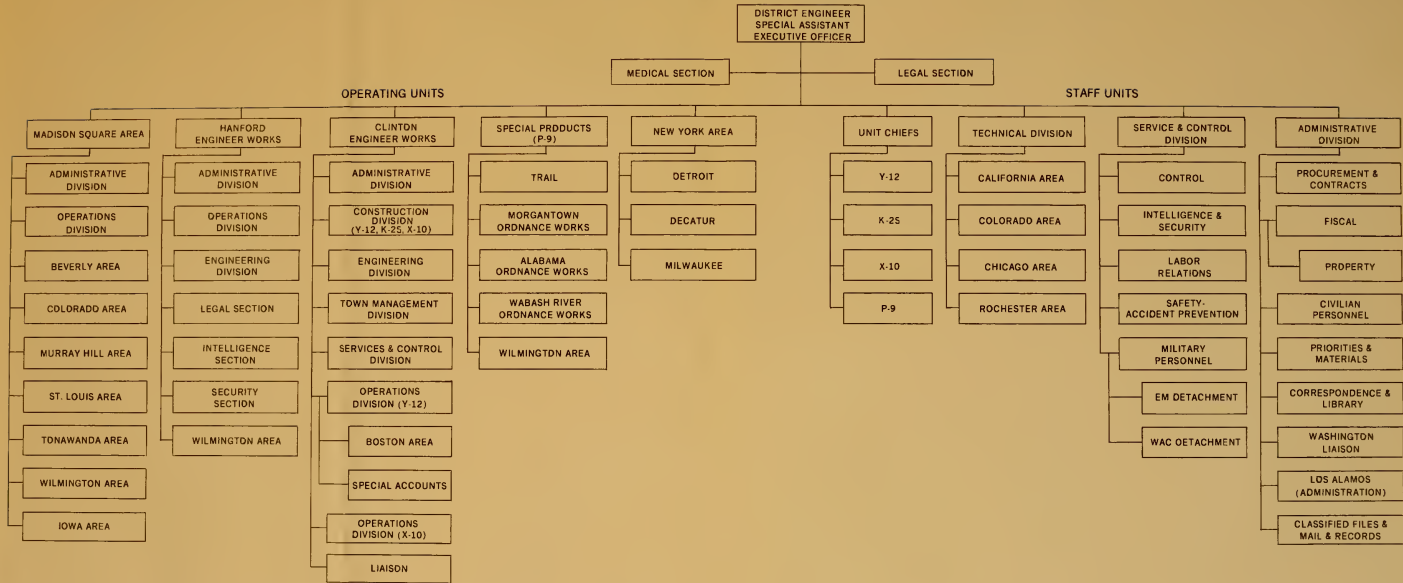 DISTRICT ENGINEER
SPECIAL ASSISTANT
EXECUTIVE OFFICER
MEDICAL SECTION
LEGAL SECTION
OPERATING UNITS
STAFF UNITS
MADISON SQUARE AREA
ADMINISTRATIVE
DIVISION
OPERATIONS
DIVISION
BEVERLY AREA
COLORADO AREA
MURRAY HILL AREA
ST. LOUIS AREA
TONAWANDA AREA
WILMINGTON AREA
IOWA AREA
HANFORD
ENGINEER WORKS
ADMINISTRATIVE
DIVISION
OPERATIONS
DIVISION
ENGINEERING
DIVISION
LEGAL SECTION
INTELLIGENCE
SECTION
SECURITY
SECTION
WILMINGTON AREA
CLINTON
ENGINEER WORKS
ADMINISTRATIVE
DIVISION
CONSTRUCTION
DIVISION
(Y-12, K-25, X-10)
ENGINEERING
DIVISION
TOWN MANAGEMENT
DIVISION
SERVICES & CONTROL
DIVISION
OPERATIONS
DIVISION (Y-12)
BOSTON AREA
SPECIAL ACCOUNTS
OPERATIONS
DIVISION (X-10)
LIAISON
SPECIAL PRODUCTS
(P-9)
TRAIL
MORGANTOWN
ORDNANCE WORKS
ALABAMA
ORDNANCE WORKS
WABASH RIVER
ORDNANCE WORKS
WILMINGTON AREA
NEW YORK AREA
DETROIT
DECATUR
MILWAUKEE
UNIT CHIEFS
Y-12
K-25
X-10
P-9
TECHNICAL DIVISION
CALIFORNIA AREA
COLORADO AREA
CHICAGO AREA
ROCHESTER AREA
SERVICE & CONTROL
DIVISION
CONTROL
INTELLIGENCE &
SECURITY
LABOR
RELATIONS
SAFETY-
ACCIDENT PREVENTION
MILITARY
PERSONNEL
EM DETACHMENT
WAC DETACHMENT
ADMINISTRATIVE
DIVISION
PROCUREMENT &
CONTRACTS
FISCAL
PROPERTY
CIVILIAN
PERSONNEL
PRIORITIES &
MATERIALS
CORRESPONDENCE &
LIBRARY
WASHINGTON
LIAISON
LOS ALAMOS
(ADMINISTRATION)
CLASSIFIED FILES &
MAIL & RECORDS